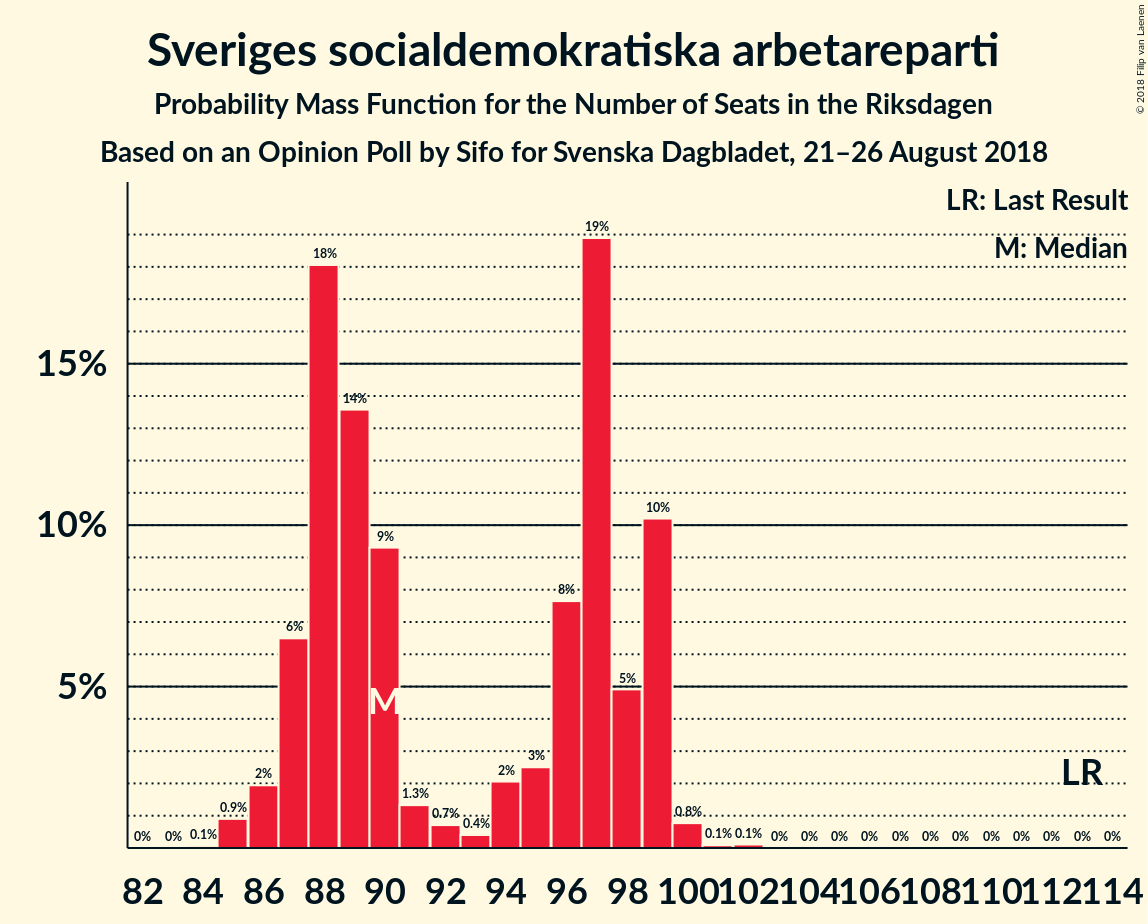 Sveriges socialdemokratiska arbetareparti
Probability Mass Function for the Number of Seats in the Riksdagen
Based on an Opinion Poll by Sifo for Svenska Dagbladet, 21–26 August 2018
© 2018 Filip van Laenen
LR: Last Result
M: Median
15%
10%
5%
0% 0% 0.1% 0.9% 2% 6% 18% 14% 9% 1.3% 0.7% 0.4% 2% 3% 8% 19% 5% 10% 0.8% 0.1% 0.1% 0% 0% 0% 0% 0% 0% 0% 0% 0% 0% 0% 0%
M
LR
82 84 86 88 90 92 94 96 98 100 102 104 106 108 110 112 114